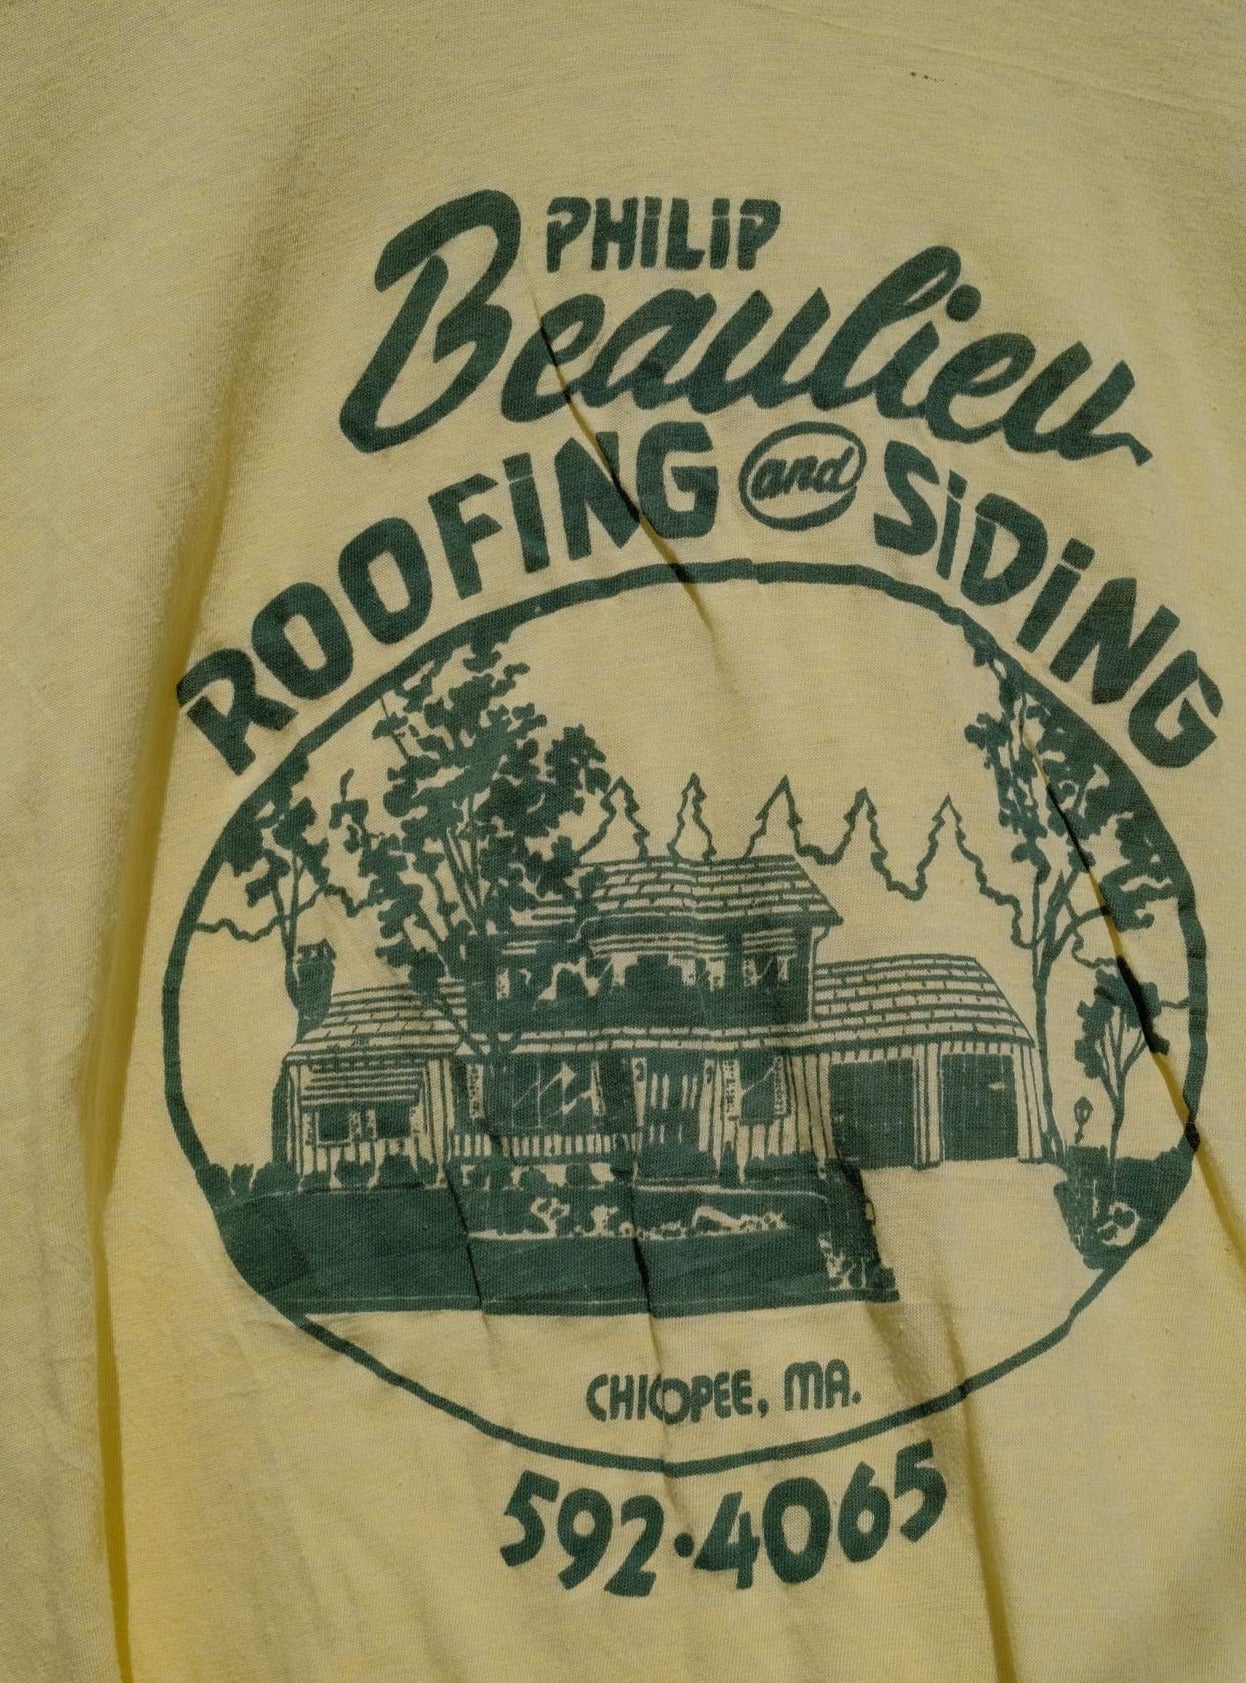 PHILIP
Beaulieu
ROOFING and SIDING
CHICOPEE, MA.
592·4065